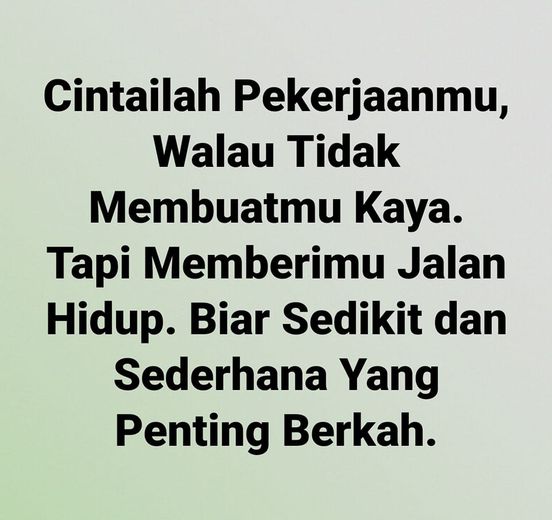 Cintailah Pekerjaanmu,
Walau Tidak
Membuatmu Kaya.
Tapi Memberimu Jalan
Hidup. Biar Sedikit dan
Sederhana Yang
Penting Berkah.